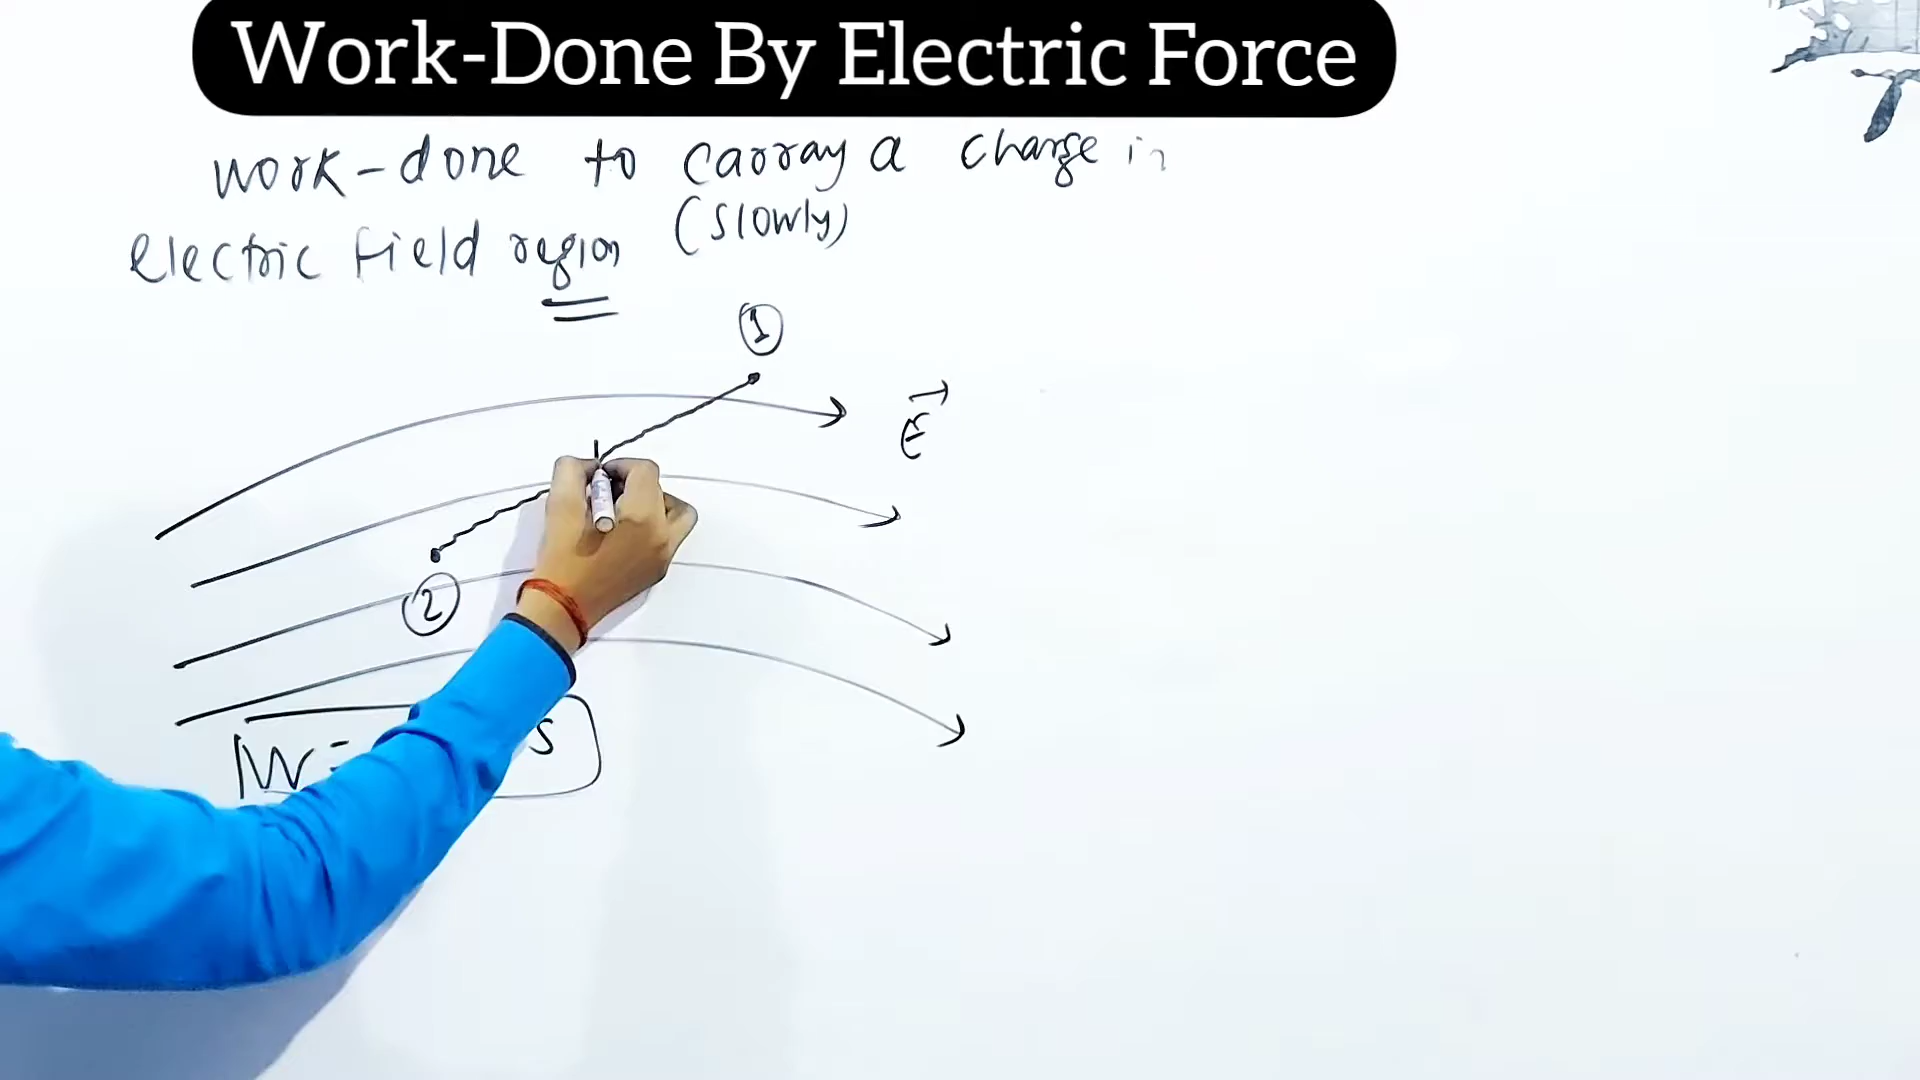 Work-Done By Electric Force
work-done to carray a charge in
electric field region (slowly)
1
E
2
W = s